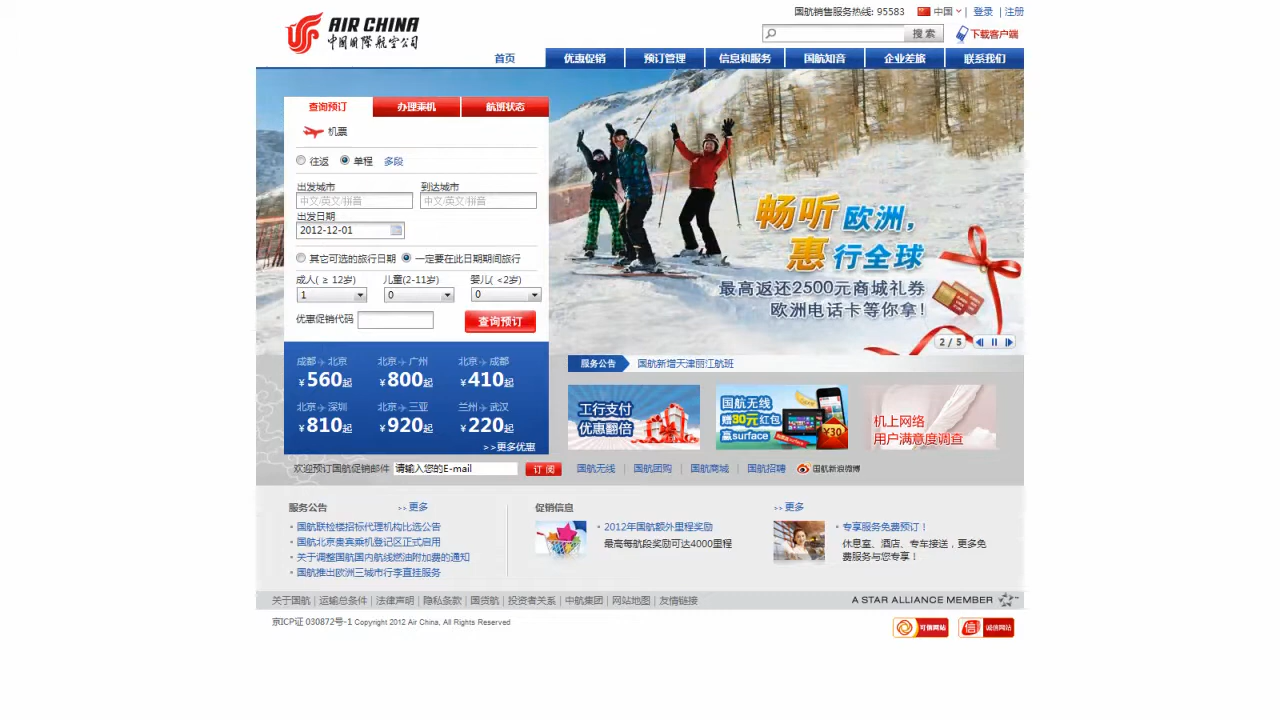 国航销售服务热线: 95583 中国 | 登录 | 注册
AIR CHINA
中国国际航空公司
搜 索 下载客户端
首页 优惠促销 预订管理 信息和服务 国航知音 企业差旅 联系我们
查询预订 办理乘机 航班状态
机票
往返 单程 多段
出发城市 到达城市
中文/英文/拼音 中文/英文/拼音
出发日期
2012-12-01
其它可选的旅行日期 一定要在此日期期间旅行
成人( ≥ 12岁) 儿童(2-11岁) 婴儿( <2岁)
1 0 0
优惠促销代码 查询预订
畅听欧洲,
惠行全球
最高返还2500元商城礼券
欧洲电话卡等你拿!
2 / 5
成都 北京 北京 广州 北京 成都
¥560起 ¥800起 ¥410起
北京 深圳 北京 三亚 兰州 武汉
¥810起 ¥920起 ¥220起
>>更多优惠
服务公告 国航新增天津丽江航班
工行支付
优惠翻倍
国航无线
赠30元红包
赢surface
¥30
机上网络
用户满意度调查
欢迎预订国航促销邮件 请输入您的E-mail 订 阅 国航无线 | 国航团购 | 国航商城 | 国航招聘 国航新浪微博
服务公告 >>更多
国航联检楼招标代理机构比选公告
国航北京贵宾乘机登记区正式启用
关于调整国航国内航线燃油附加费的通知
国航推出欧洲三城市行李直挂服务
促销信息 >>更多
2012年国航额外里程奖励
最高每航段奖励可达4000里程
专享服务免费预订！
休息室、酒店、专车接送，更多免
费服务与您专享！
关于国航 | 运输总条件 | 法律声明 | 隐私条款 | 国货航 | 投资者关系 | 中航集团 | 网站地图 | 友情链接
A STAR ALLIANCE MEMBER
京ICP证 030872号-1 Copyright 2012 Air China, All Rights Reserved
可信网站 信 诚信网站